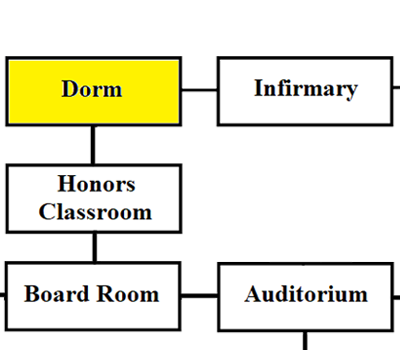 Dorm
Infirmary
Honors
Classroom
Board Room
Auditorium